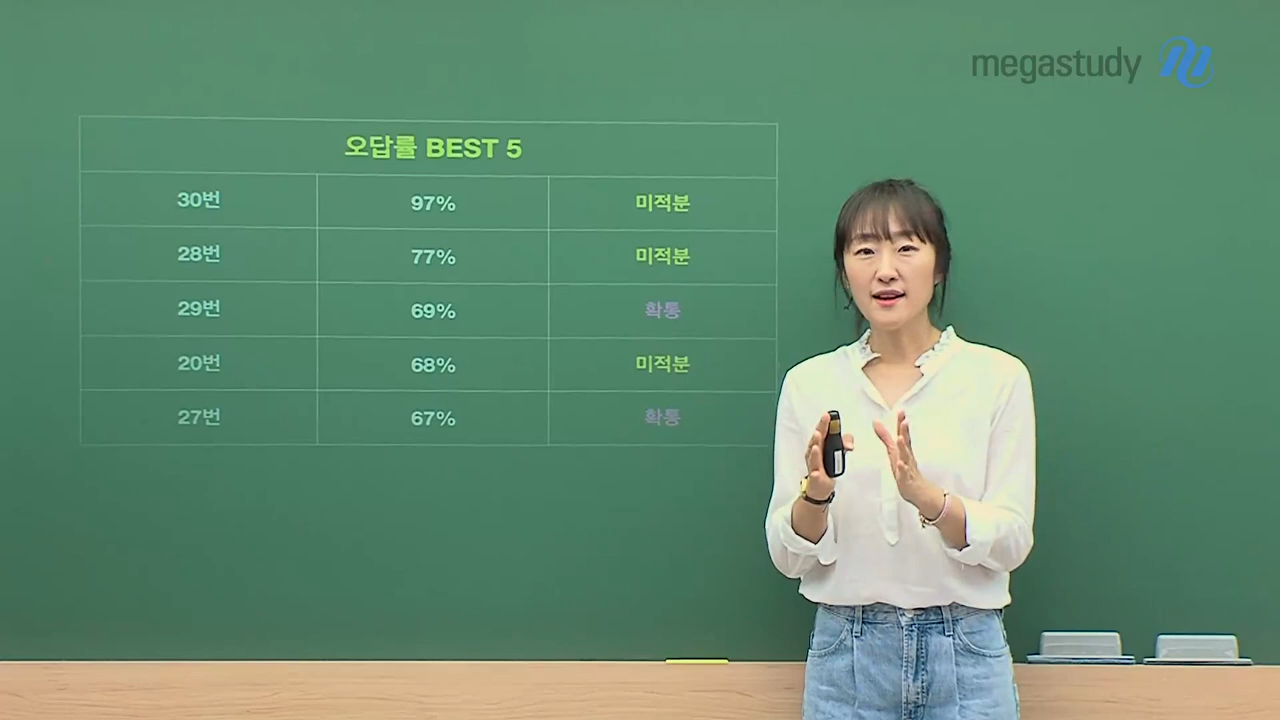 megastudy
오답률 BEST 5
30번 97% 미적분
28번 77% 미적분
29번 69% 확통
20번 68% 미적분
27번 67% 확통